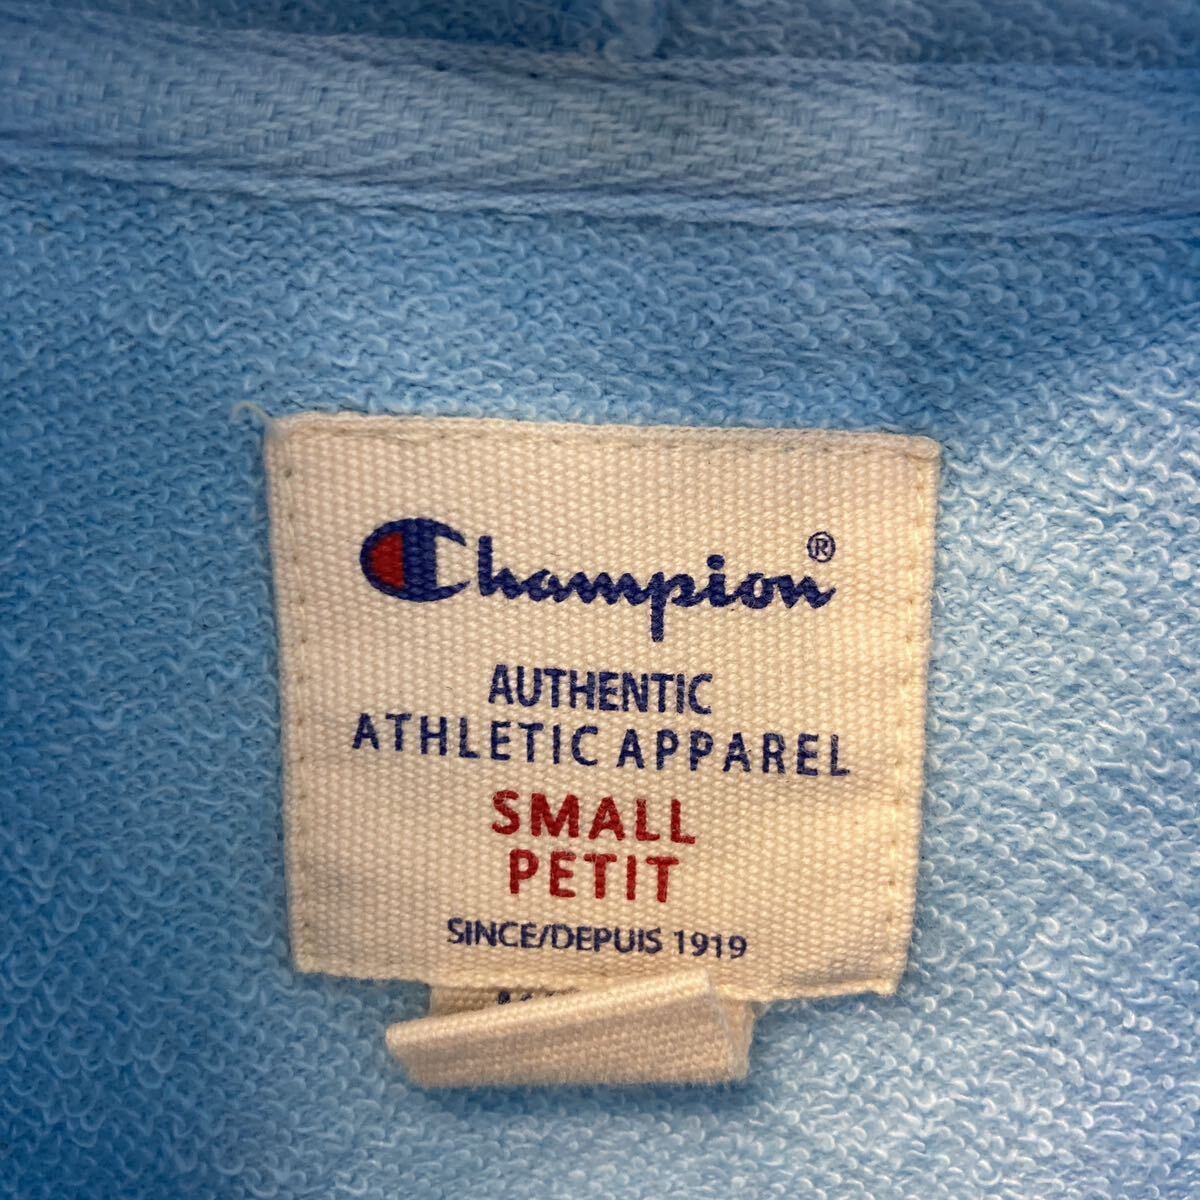 Champion®
AUTHENTIC
ATHLETIC APPAREL
SMALL
PETIT
SINCE/DEPUIS 1919